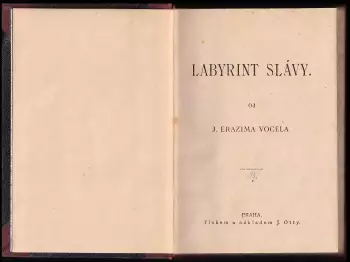 LABYRINT SLÁVY.
Od
J. ERAZIMA VOCELA
PRAHA.
Tiskem a nákladem J. Otty.